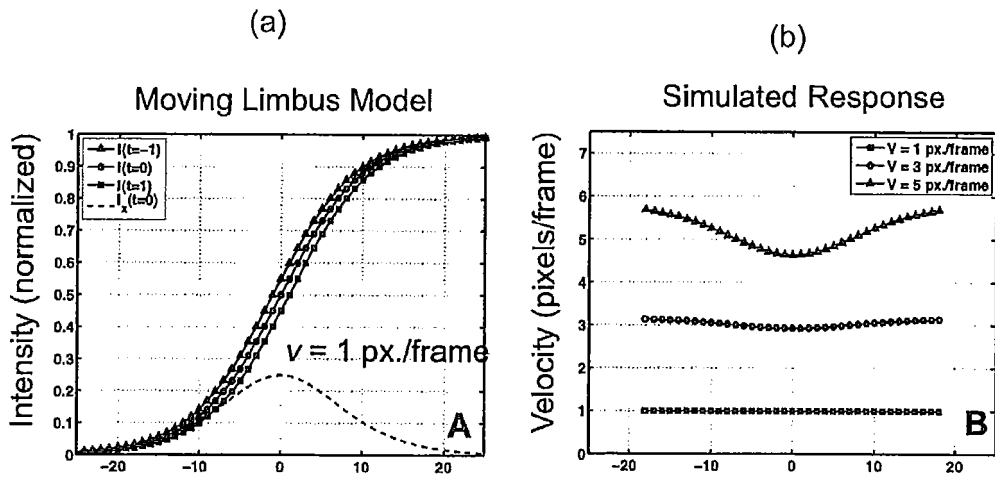 (a)
Moving Limbus Model
Intensity (normalized)
1
0.9
0.8
0.7
0.6
0.5
0.4
0.3
0.2
0.1
0
I(t=-1)
I(t=0)
I(t=1)
I_x(t=0)
v = 1 px./frame
A
-20
-10
0
10
20
(b)
Simulated Response
Velocity (pixels/frame)
7
6
5
4
3
2
1
0
V = 1 px./frame
V = 3 px./frame
V = 5 px./frame
B
-20
-10
0
10
20